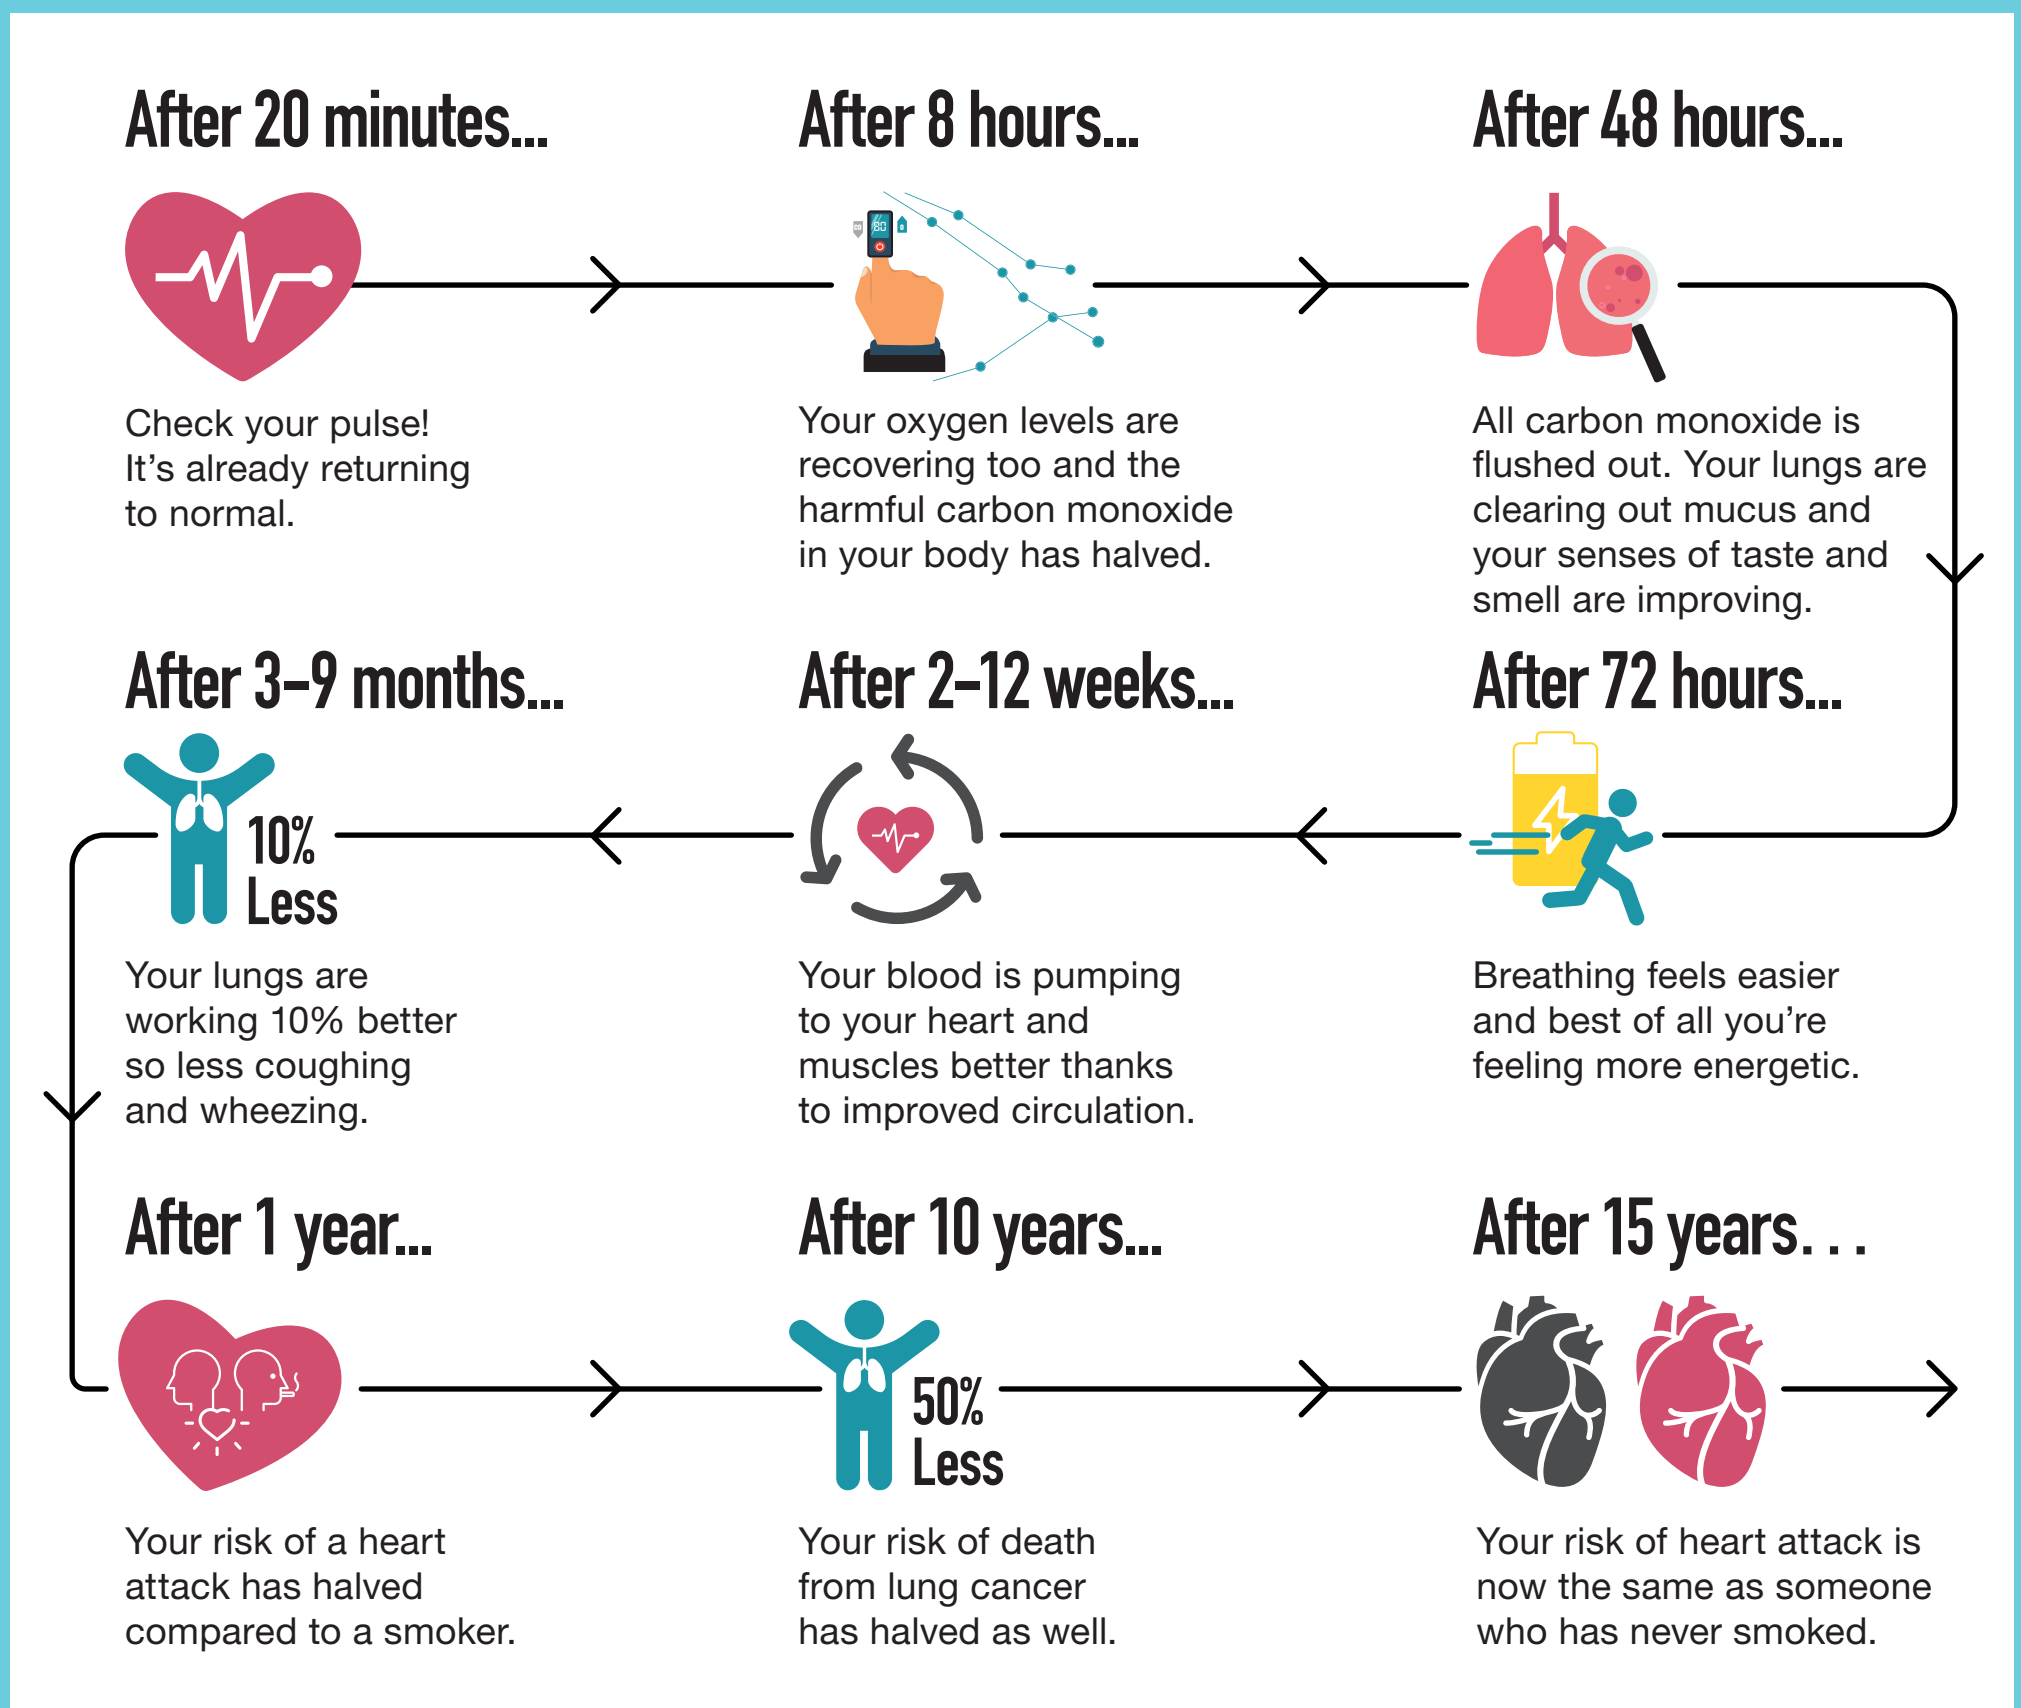 After 20 minutes...
Check your pulse!
It's already returning
to normal.
After 8 hours...
CO
80
O
Your oxygen levels are
recovering too and the
harmful carbon monoxide
in your body has halved.
After 48 hours...
All carbon monoxide is
flushed out. Your lungs are
clearing out mucus and
your senses of taste and
smell are improving.
After 72 hours...
Breathing feels easier
and best of all you're
feeling more energetic.
After 2–12 weeks...
Your blood is pumping
to your heart and
muscles better thanks
to improved circulation.
After 3–9 months...
10%
Less
Your lungs are
working 10% better
so less coughing
and wheezing.
After 1 year...
Your risk of a heart
attack has halved
compared to a smoker.
After 10 years...
50%
Less
Your risk of death
from lung cancer
has halved as well.
After 15 years...
Your risk of heart attack is
now the same as someone
who has never smoked.